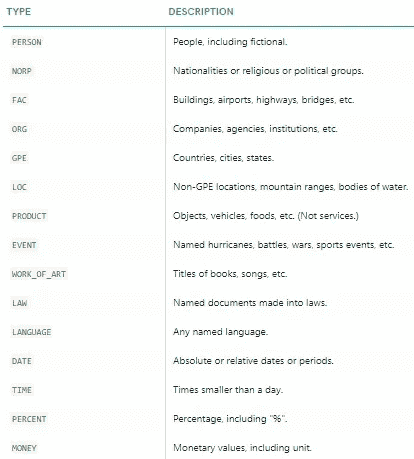 TYPE DESCRIPTION
PERSON People, including fictional.
NORP Nationalities or religious or political groups.
FAC Buildings, airports, highways, bridges, etc.
ORG Companies, agencies, institutions, etc.
GPE Countries, cities, states.
LOC Non-GPE locations, mountain ranges, bodies of water.
PRODUCT Objects, vehicles, foods, etc. (Not services.)
EVENT Named hurricanes, battles, wars, sports events, etc.
WORK_OF_ART Titles of books, songs, etc.
LAW Named documents made into laws.
LANGUAGE Any named language.
DATE Absolute or relative dates or periods.
TIME Times smaller than a day.
PERCENT Percentage, including "%".
MONEY Monetary values, including unit.